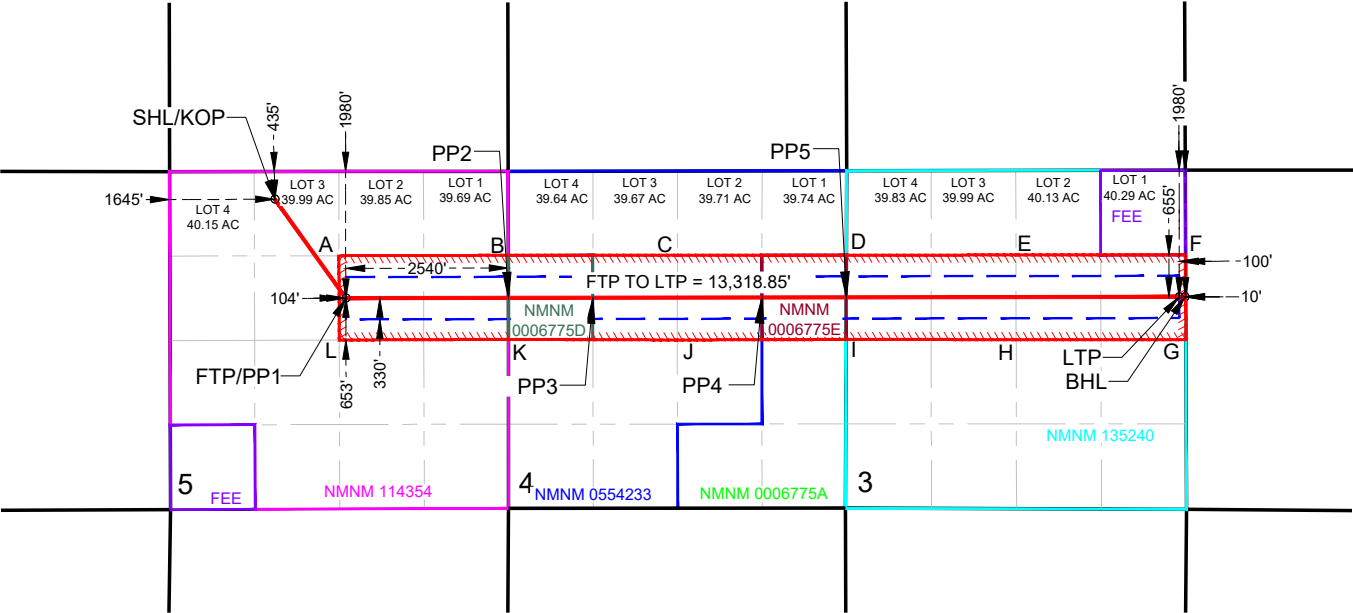 SHL/KOP
435'
1980'
1980'
PP2
PP5
1645'
LOT 4
40.15 AC
LOT 3
39.99 AC
LOT 2
39.85 AC
LOT 1
39.69 AC
LOT 4
39.64 AC
LOT 3
39.67 AC
LOT 2
39.71 AC
LOT 1
39.74 AC
LOT 4
39.83 AC
LOT 3
39.99 AC
LOT 2
40.13 AC
LOT 1
40.29 AC
FEE
655'
A
B
C
D
E
F
2540'
FTP TO LTP = 13,318.85'
100'
104'
10'
NMNM
0006775D
NMNM
0006775E
L
K
J
I
H
G
FTP/PP1
653'
330'
PP3
PP4
LTP
BHL
NMNM 135240
5
FEE
NMNM 114354
4
NMNM 0554233
NMNM 0006775A
3